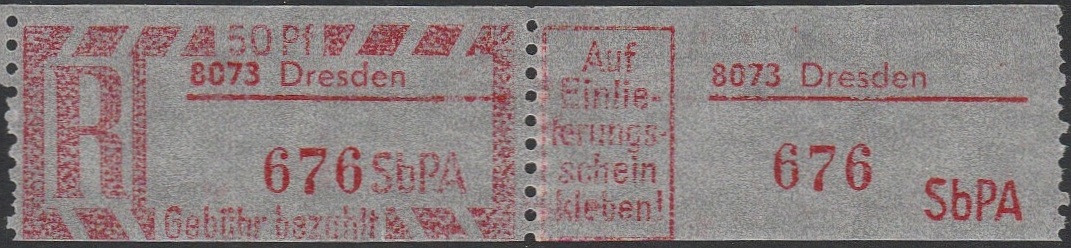 50 Pf
R
8073 Dresden
676 SbPA
Gebühr bezahlt
Auf
Einlie-
ferungs-
schein
kleben!
8073 Dresden
676
SbPA